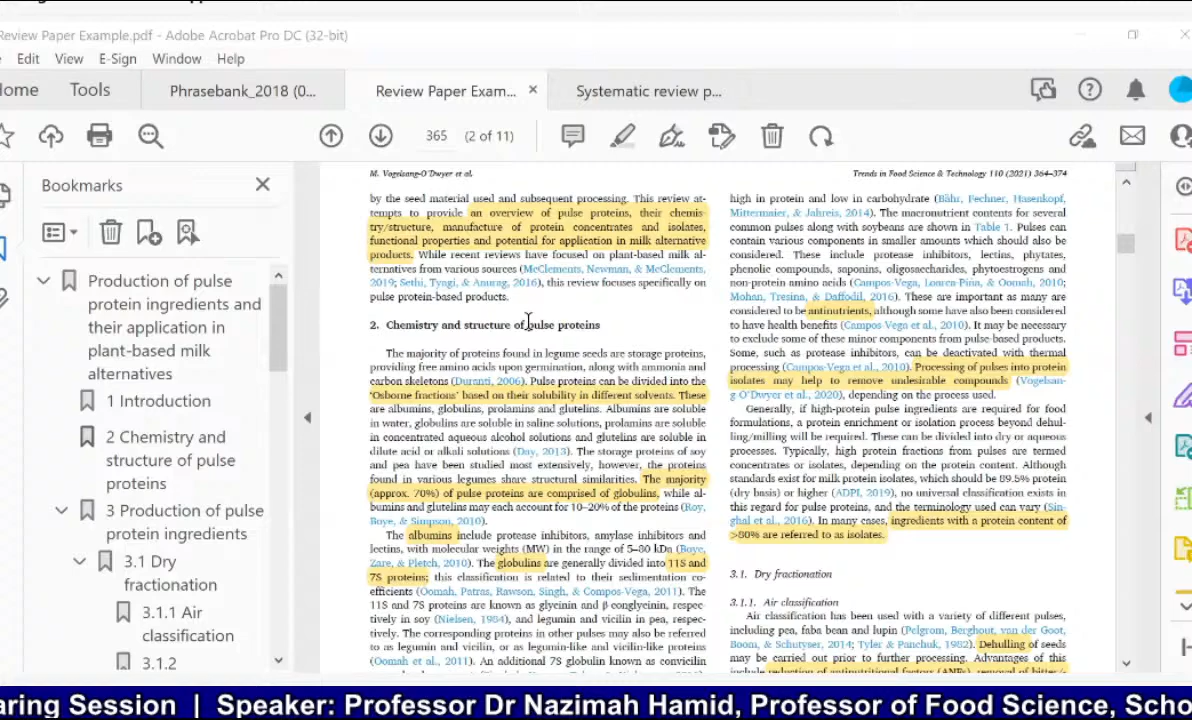 Review Paper Example.pdf - Adobe Acrobat Pro DC (32-bit)
Edit View E-Sign Window Help
ome Tools Phrasebank_2018 (0... Review Paper Exam... × Systematic review p...
365 (2 of 11)
Bookmarks
Production of pulse
protein ingredients and
their application in
plant-based milk
alternatives
1 Introduction
2 Chemistry and
structure of pulse
proteins
3 Production of pulse
protein ingredients
3.1 Dry
fractionation
3.1.1 Air
classification
3.1.2
M. Vogelsang-O'Dwyer et al.
by the seed material used and subsequent processing. This review at-
tempts to provide an overview of pulse proteins, their chemis-
try/structure, manufacture of protein concentrates and isolates,
functional properties and potential for application in milk alternative
products. While recent reviews have focused on plant-based milk al-
ternatives from various sources (McClements, Newman, & McClements,
2019; Sethi, Tyagi, & Anurag, 2016), this review focuses specifically on
pulse protein-based products.
2. Chemistry and structure of pulse proteins
The majority of proteins found in legume seeds are storage proteins,
providing free amino acids upon germination, along with ammonia and
carbon skeletons (Duranti, 2006). Pulse proteins can be divided into the
'Osborne fractions' based on their solubility in different solvents. These
are albumins, globulins, prolamins and glutelins. Albumins are soluble
in water, globulins are soluble in saline solutions, prolamins are soluble
in concentrated aqueous alcohol solutions and glutelins are soluble in
dilute acid or alkali solutions (Day, 2013). The storage proteins of soy
and pea have been studied most extensively, however, the proteins
found in various legumes share structural similarities. The majority
(approx. 70%) of pulse proteins are comprised of globulins, while al-
bumins and glutelins may each account for 10–20% of the proteins (Roy,
Boye, & Simpson, 2010).
The albumins include protease inhibitors, amylase inhibitors and
lectins, with molecular weights (MW) in the range of 5–80 kDa (Boye,
Zare, & Pletch, 2010). The globulins are generally divided into 11S and
7S proteins; this classification is related to their sedimentation co-
efficients (Oomah, Patras, Rawson, Singh, & Compos-Vega, 2011). The
11S and 7S proteins are known as glycinin and β conglycinin, respec-
tively in soy (Nielsen, 1984), and legumin and vicilin in pea, respec-
tively. The corresponding proteins in other pulses may also be referred
to as legumin and vicilin, or as legumin-like and vicilin-like proteins
(Oomah et al., 2011). An additional 7S globulin known as convicilin
Trends in Food Science & Technology 110 (2021) 364–374
high in protein and low in carbohydrate (Bähr, Fechner, Hasenkopf,
Mittermaier, & Jahreis, 2014). The macronutrient contents for several
common pulses along with soybeans are shown in Table 1. Pulses can
contain various components in smaller amounts which should also be
considered. These include protease inhibitors, lectins, phytates,
phenolic compounds, saponins, oligosaccharides, phytoestrogens and
non-protein amino acids (Campos-Vega, Loarca-Pina, & Oomah, 2010;
Mohan, Tresina, & Daffodil, 2016). These are important as many are
considered to be antinutrients, although some have also been considered
to have health benefits (Campos-Vega et al., 2010). It may be necessary
to exclude some of these minor components from pulse-based products.
Some, such as protease inhibitors, can be deactivated with thermal
processing (Campos-Vega et al., 2010). Processing of pulses into protein
isolates may help to remove undesirable compounds (Vogelsan-
g-O'Dwyer et al., 2020), depending on the process used.
Generally, if high-protein pulse ingredients are required for food
formulations, a protein enrichment or isolation process beyond dehul-
ling/milling will be required. These can be divided into dry or aqueous
processes. Typically, high protein fractions from pulses are termed
concentrates or isolates, depending on the protein content. Although
standards exist for milk protein isolates, which should be 89.5% protein
(dry basis) or higher (ADPI, 2019), no universal classification exists in
this regard for pulse proteins, and the terminology used can vary (Sin-
ghal et al., 2016). In many cases, ingredients with a protein content of
>80% are referred to as isolates.
3.1. Dry fractionation
3.1.1. Air classification
Air classification has been used with a variety of different pulses,
including pea, faba bean and lupin (Pelgrom, Berghout, van der Goot,
Boom, & Schutyser, 2014; Tyler & Panchuk, 1982). Dehulling of seeds
may be carried out prior to further processing. Advantages of this
include reduction of antinutritional factors (ANFs), removal of bitter/
aring Session | Speaker: Professor Dr Nazimah Hamid, Professor of Food Science, Scho